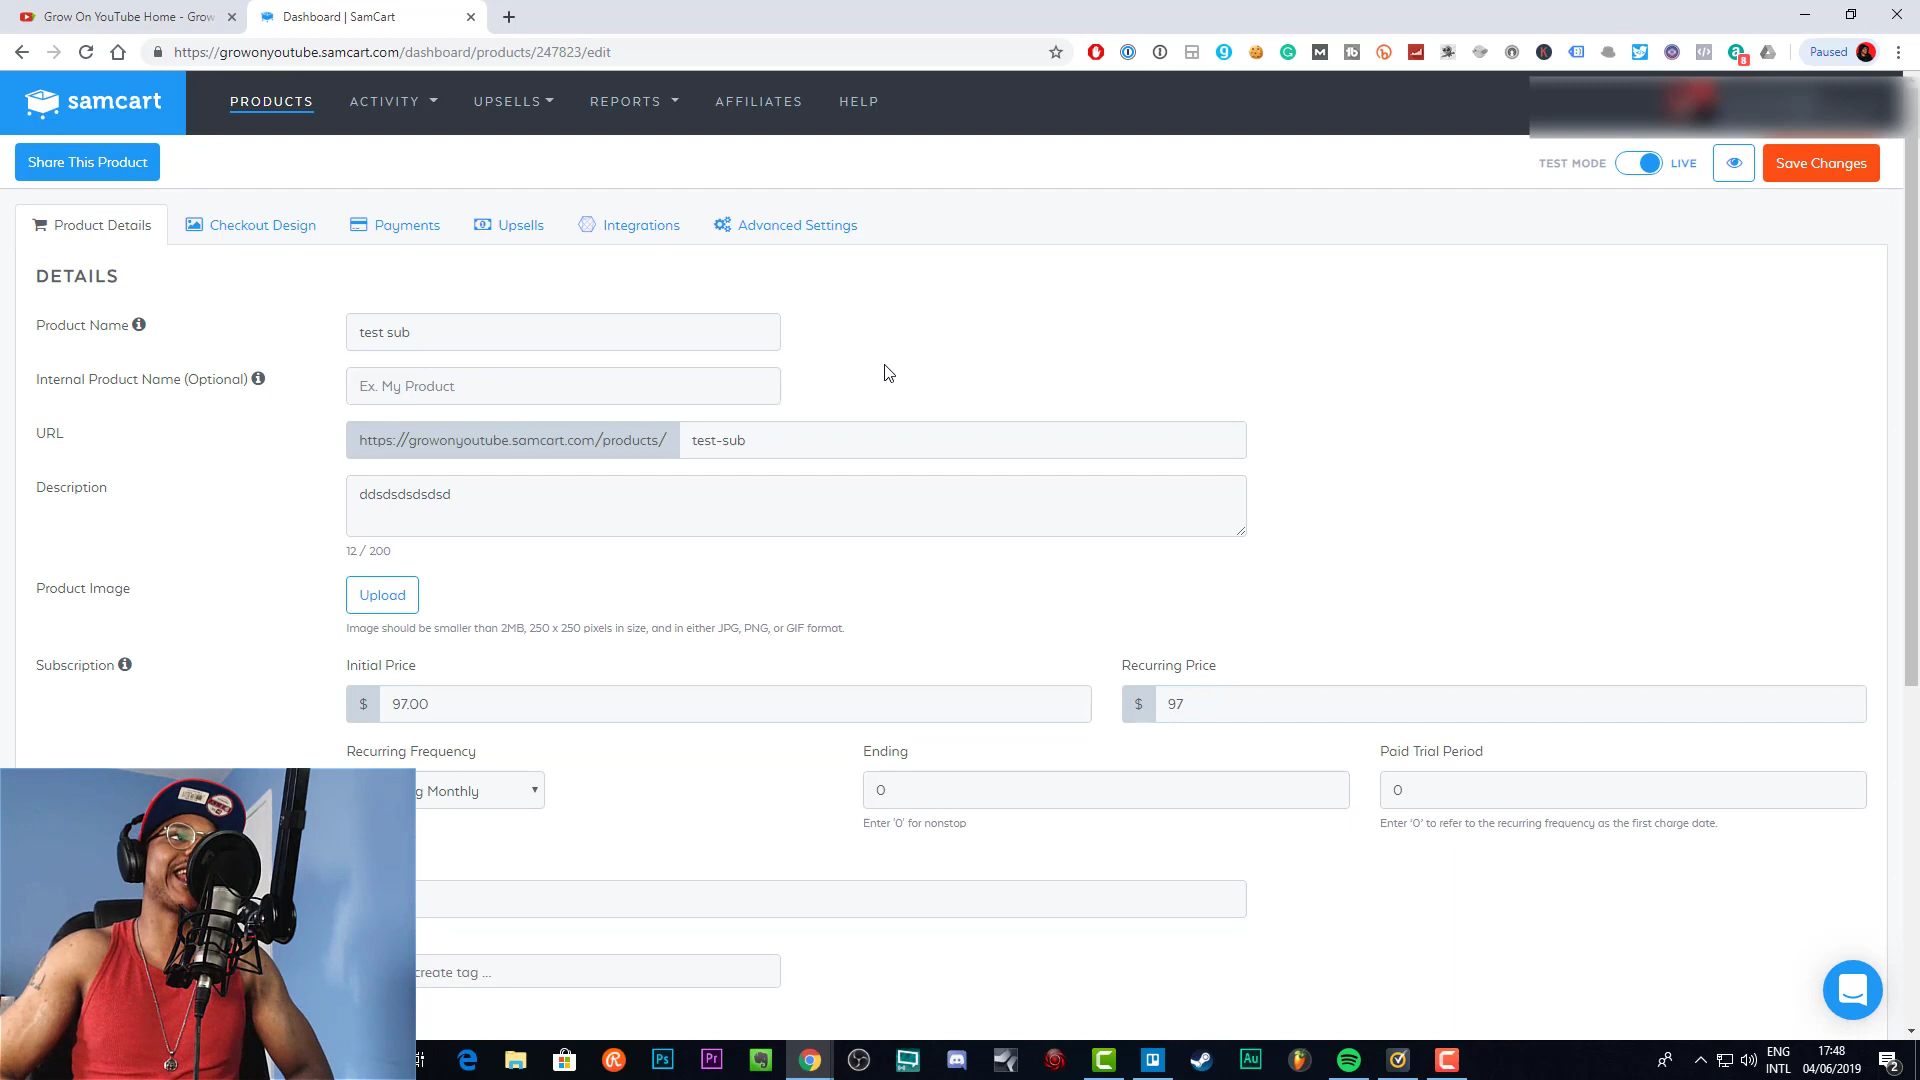 Grow On YouTube Home - Grow
Dashboard | SamCart
https://growonyoutube.samcart.com/dashboard/products/247823/edit
Paused
samcart
PRODUCTS
ACTIVITY
UPSELLS
REPORTS
AFFILIATES
HELP
Share This Product
TEST MODE
LIVE
Save Changes
Product Details
Checkout Design
Payments
Upsells
Integrations
Advanced Settings
DETAILS
Product Name
test sub
Internal Product Name (Optional)
Ex. My Product
URL
https://growonyoutube.samcart.com/products/
test-sub
Description
ddsdsdsdsdsd
12 / 200
Product Image
Upload
Image should be smaller than 2MB, 250 x 250 pixels in size, and in either JPG, PNG, or GIF format.
Subscription
Initial Price
Recurring Price
$ 97.00
$ 97
Recurring Frequency
Ending
Paid Trial Period
g Monthly
0
0
Enter '0' for nonstop
Enter '0' to refer to the recurring frequency as the first charge date.
create tag ...
ENG
INTL
17:48
04/06/2019
2